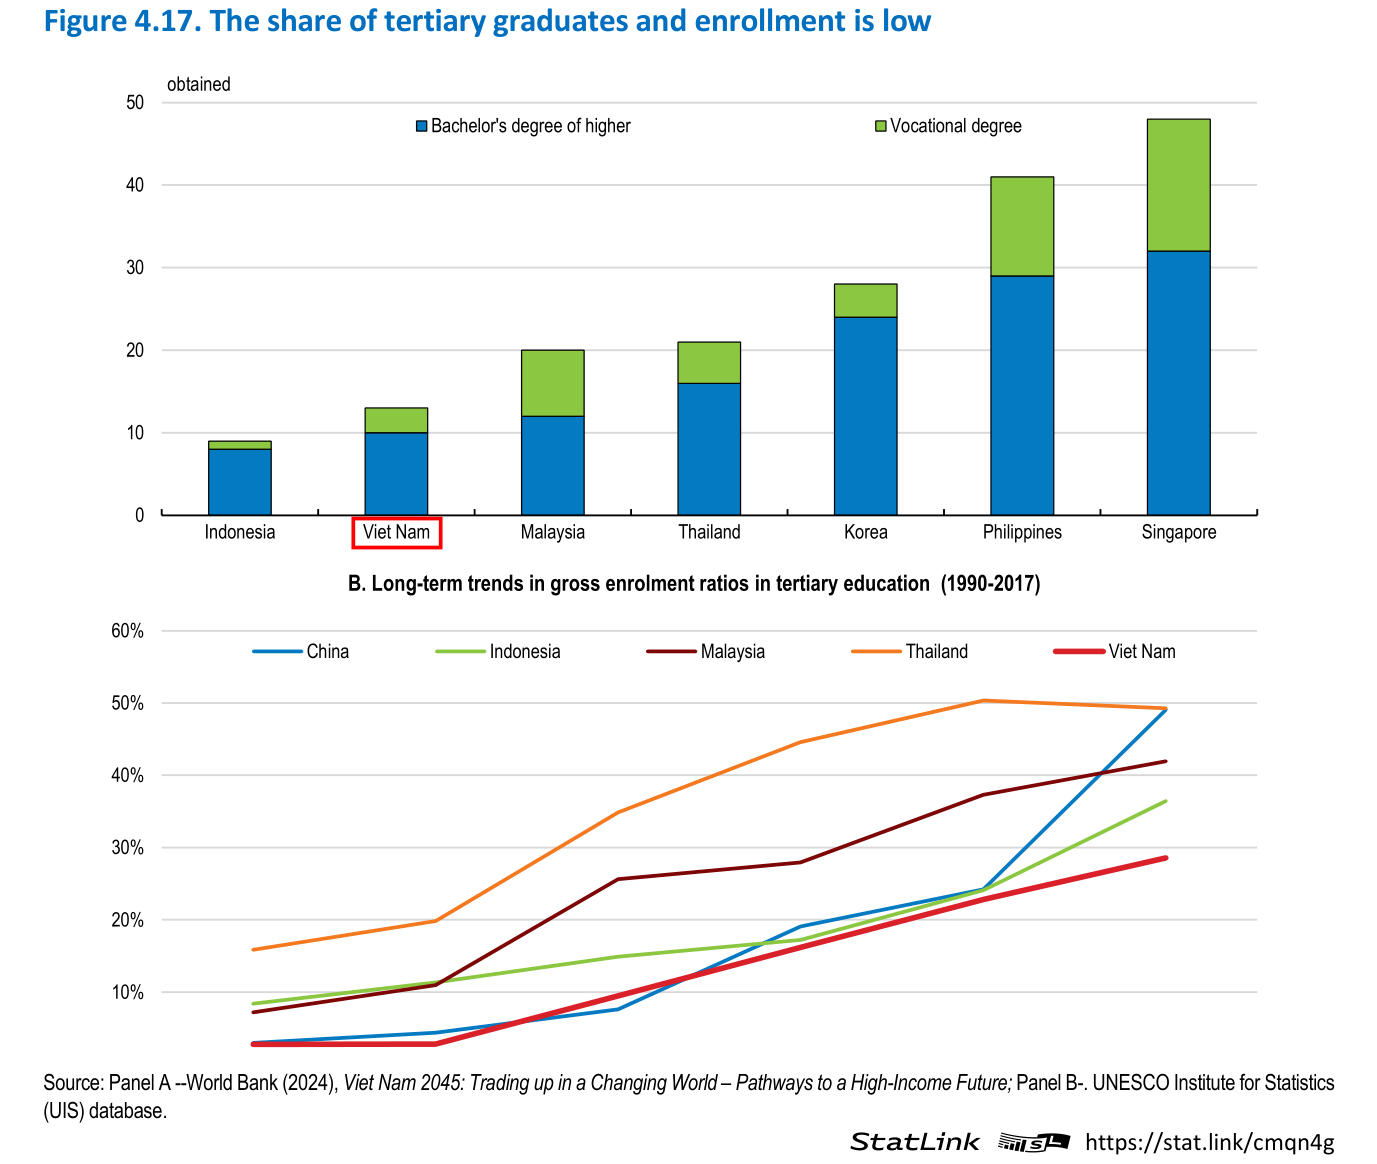 Figure 4.17. The share of tertiary graduates and enrollment is low
obtained
50
Bachelor's degree of higher
Vocational degree
40
30
20
10
0
Indonesia
Viet Nam
Malaysia
Thailand
Korea
Philippines
Singapore
B. Long-term trends in gross enrolment ratios in tertiary education (1990-2017)
60%
China
Indonesia
Malaysia
Thailand
Viet Nam
50%
40%
30%
20%
10%
Source: Panel A --World Bank (2024), Viet Nam 2045: Trading up in a Changing World – Pathways to a High-Income Future; Panel B-. UNESCO Institute for Statistics
(UIS) database.
StatLink SL https://stat.link/cmqn4g